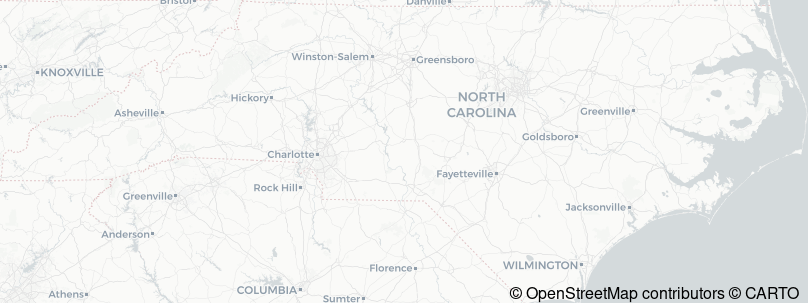 Bristol
Danville
Winston-Salem
Greensboro
KNOXVILLE
Hickory
NORTH
CAROLINA
Asheville
Greenville
Goldsboro
Charlotte
Fayetteville
Rock Hill
Greenville
Jacksonville
Anderson
WILMINGTON
Florence
COLUMBIA
Athens
Sumter
© OpenStreetMap contributors © CARTO